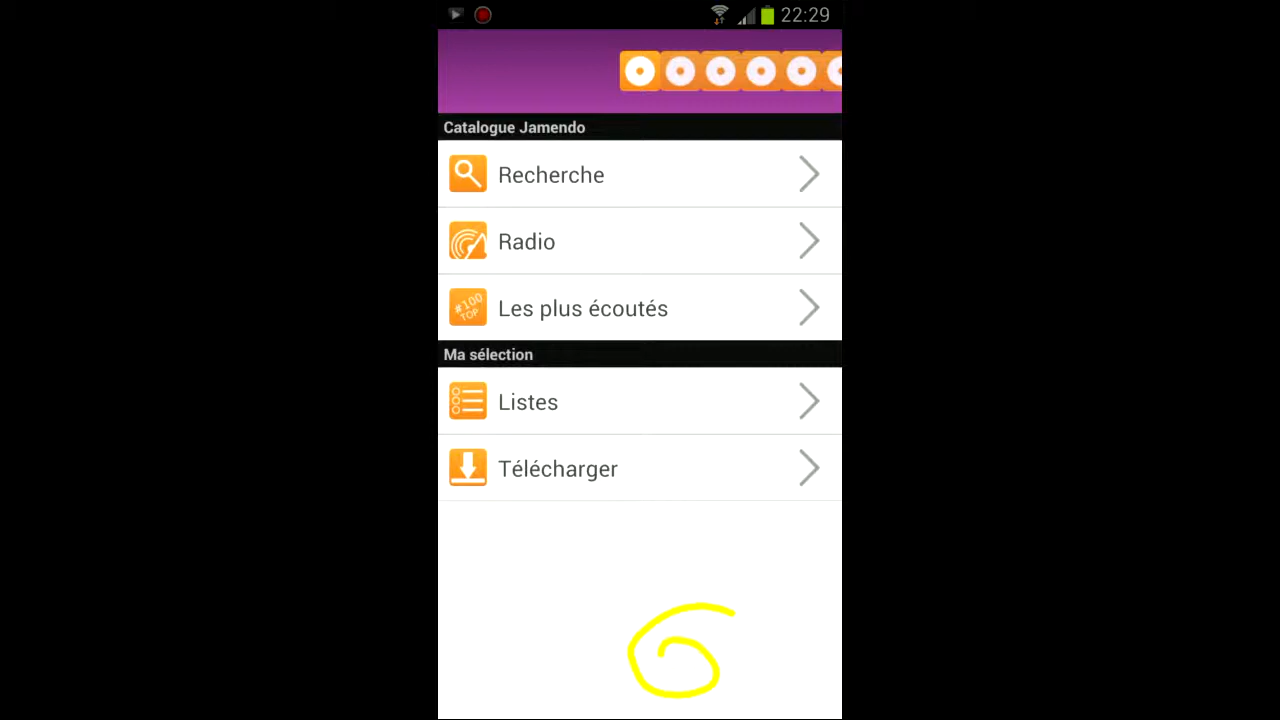 22:29
Catalogue Jamendo
Recherche
Radio
#100
TOP
Les plus écoutés
Ma sélection
Listes
Télécharger